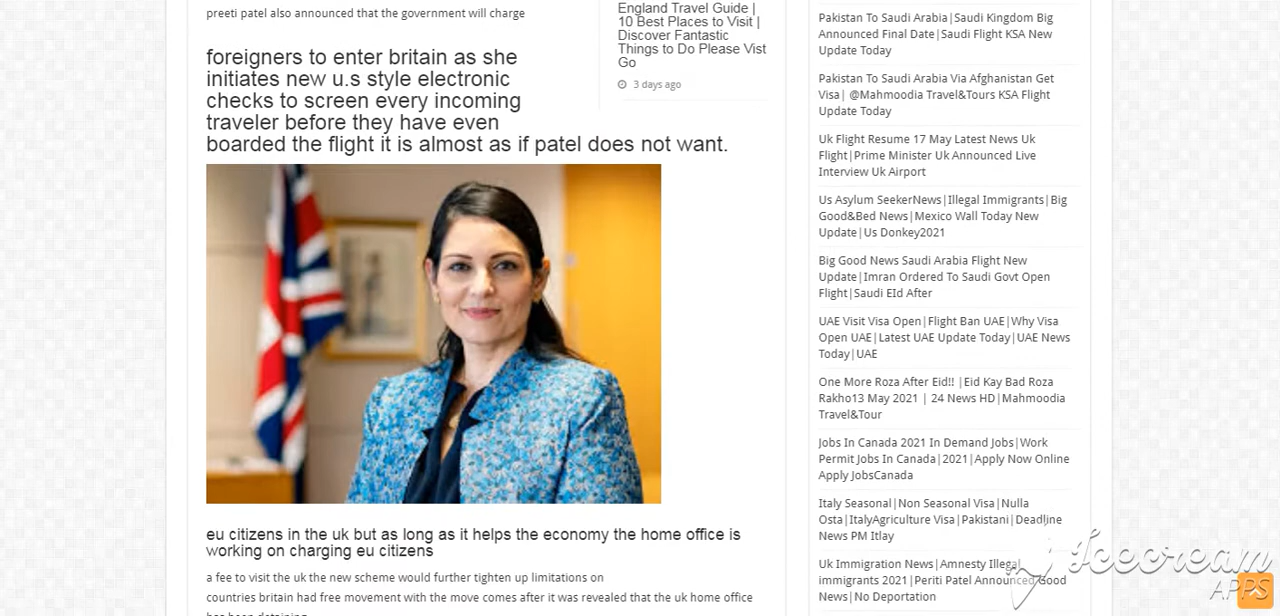 preeti patel also announced that the government will charge
foreigners to enter britain as she
initiates new u.s style electronic
checks to screen every incoming
traveler before they have even
boarded the flight it is almost as if patel does not want.
eu citizens in the uk but as long as it helps the economy the home office is
working on charging eu citizens
a fee to visit the uk the new scheme would further tighten up limitations on
countries britain had free movement with the move comes after it was revealed that the uk home office
has been detaining
England Travel Guide |
10 Best Places to Visit |
Discover Fantastic
Things to Do Please Vist
Go
3 days ago
Pakistan To Saudi Arabia|Saudi Kingdom Big
Announced Final Date|Saudi Flight KSA New
Update Today
Pakistan To Saudi Arabia Via Afghanistan Get
Visa| @Mahmoodia Travel&Tours KSA Flight
Update Today
Uk Flight Resume 17 May Latest News Uk
Flight|Prime Minister Uk Announced Live
Interview Uk Airport
Us Asylum SeekerNews|Illegal Immigrants|Big
Good&Bed News|Mexico Wall Today New
Update|Us Donkey2021
Big Good News Saudi Arabia Flight New
Update|Imran Ordered To Saudi Govt Open
Flight|Saudi EId After
UAE Visit Visa Open|Flight Ban UAE|Why Visa
Open UAE|Latest UAE Update Today|UAE News
Today|UAE
One More Roza After Eid!! |Eid Kay Bad Roza
Rakho13 May 2021 | 24 News HD|Mahmoodia
Travel&Tour
Jobs In Canada 2021 In Demand Jobs|Work
Permit Jobs In Canada|2021|Apply Now Online
Apply JobsCanada
Italy Seasonal|Non Seasonal Visa|Nulla
Osta|ItalyAgriculture Visa|Pakistani|Deadline
News PM Itlay
Uk Immigration News|Amnesty Illegal
immigrants 2021|Periti Patel Announced Good
News|No Deportation
Icecream
APPS